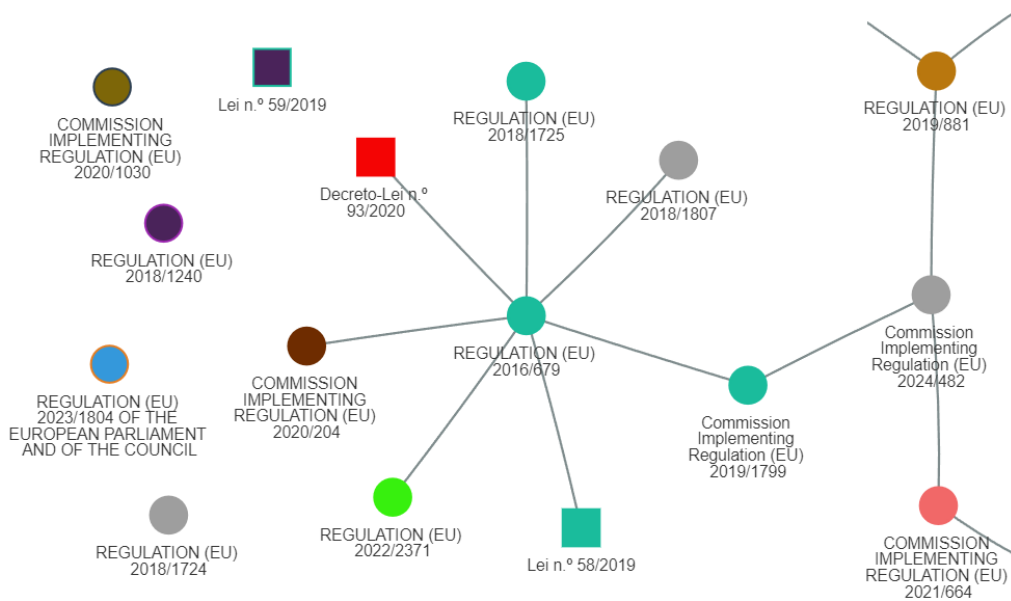 Lei n.º 59/2019
REGULATION (EU)
2018/1725
REGULATION (EU)
2019/881
COMMISSION
IMPLEMENTING
REGULATION (EU)
2020/1030
Decreto-Lei n.º
93/2020
REGULATION (EU)
2018/1807
REGULATION (EU)
2018/1240
REGULATION (EU)
2016/679
Commission
Implementing
Regulation (EU)
2024/482
REGULATION (EU)
2023/1804 OF THE
EUROPEAN PARLIAMENT
AND OF THE COUNCIL
COMMISSION
IMPLEMENTING
REGULATION (EU)
2020/204
Commission
Implementing
Regulation (EU)
2019/1799
REGULATION (EU)
2018/1724
REGULATION (EU)
2022/2371
Lei n.º 58/2019
COMMISSION
IMPLEMENTING
REGULATION (EU)
2021/664